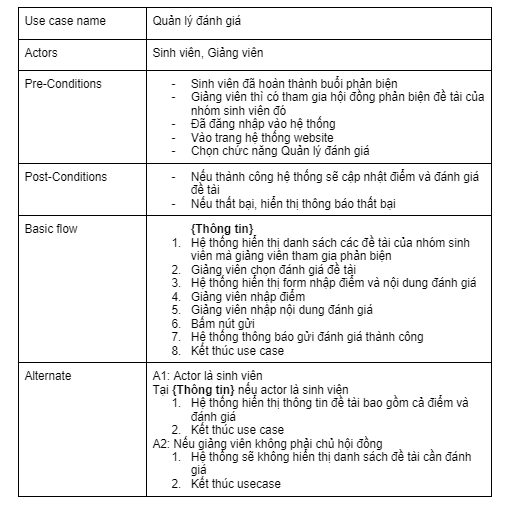 Use case name
Quản lý đánh giá
Actors
Sinh viên, Giảng viên
Pre-Conditions
- Sinh viên đã hoàn thành buổi phản biện
- Giảng viên thì có tham gia hội đồng phản biện đề tài của
nhóm sinh viên đó
- Đã đăng nhập vào hệ thống
- Vào trang hệ thống website
- Chọn chức năng Quản lý đánh giá
Post-Conditions
- Nếu thành công hệ thống sẽ cập nhật điểm và đánh giá
đề tài
- Nếu thất bại, hiển thị thông báo thất bại
Basic flow
{Thông tin}
1. Hệ thống hiển thị danh sách các đề tài của nhóm sinh
viên mà giảng viên tham gia phản biện
2. Giảng viên chọn đánh giá đề tài
3. Hệ thống hiển thị form nhập điểm và nội dung đánh giá
4. Giảng viên nhập điểm
5. Giảng viên nhập nội dung đánh giá
6. Bấm nút gửi
7. Hệ thống thông báo gửi đánh giá thành công
8. Kết thúc use case
Alternate
A1: Actor là sinh viên
Tại {Thông tin} nếu actor là sinh viên
1. Hệ thống hiển thị thông tin đề tài bao gồm cả điểm và
đánh giá
2. Kết thúc use case
A2: Nếu giảng viên không phải chủ hội đồng
1. Hệ thống sẽ không hiển thị danh sách đề tài cần đánh
giá
2. Kết thúc usecase